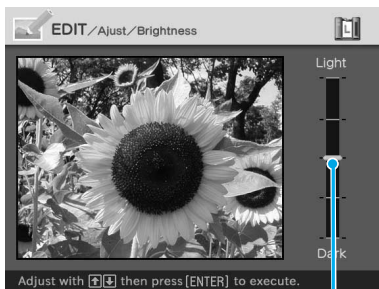 EDIT/Ajust/Brightness
L
Light
Dark
Adjust with then press [ENTER] to execute.